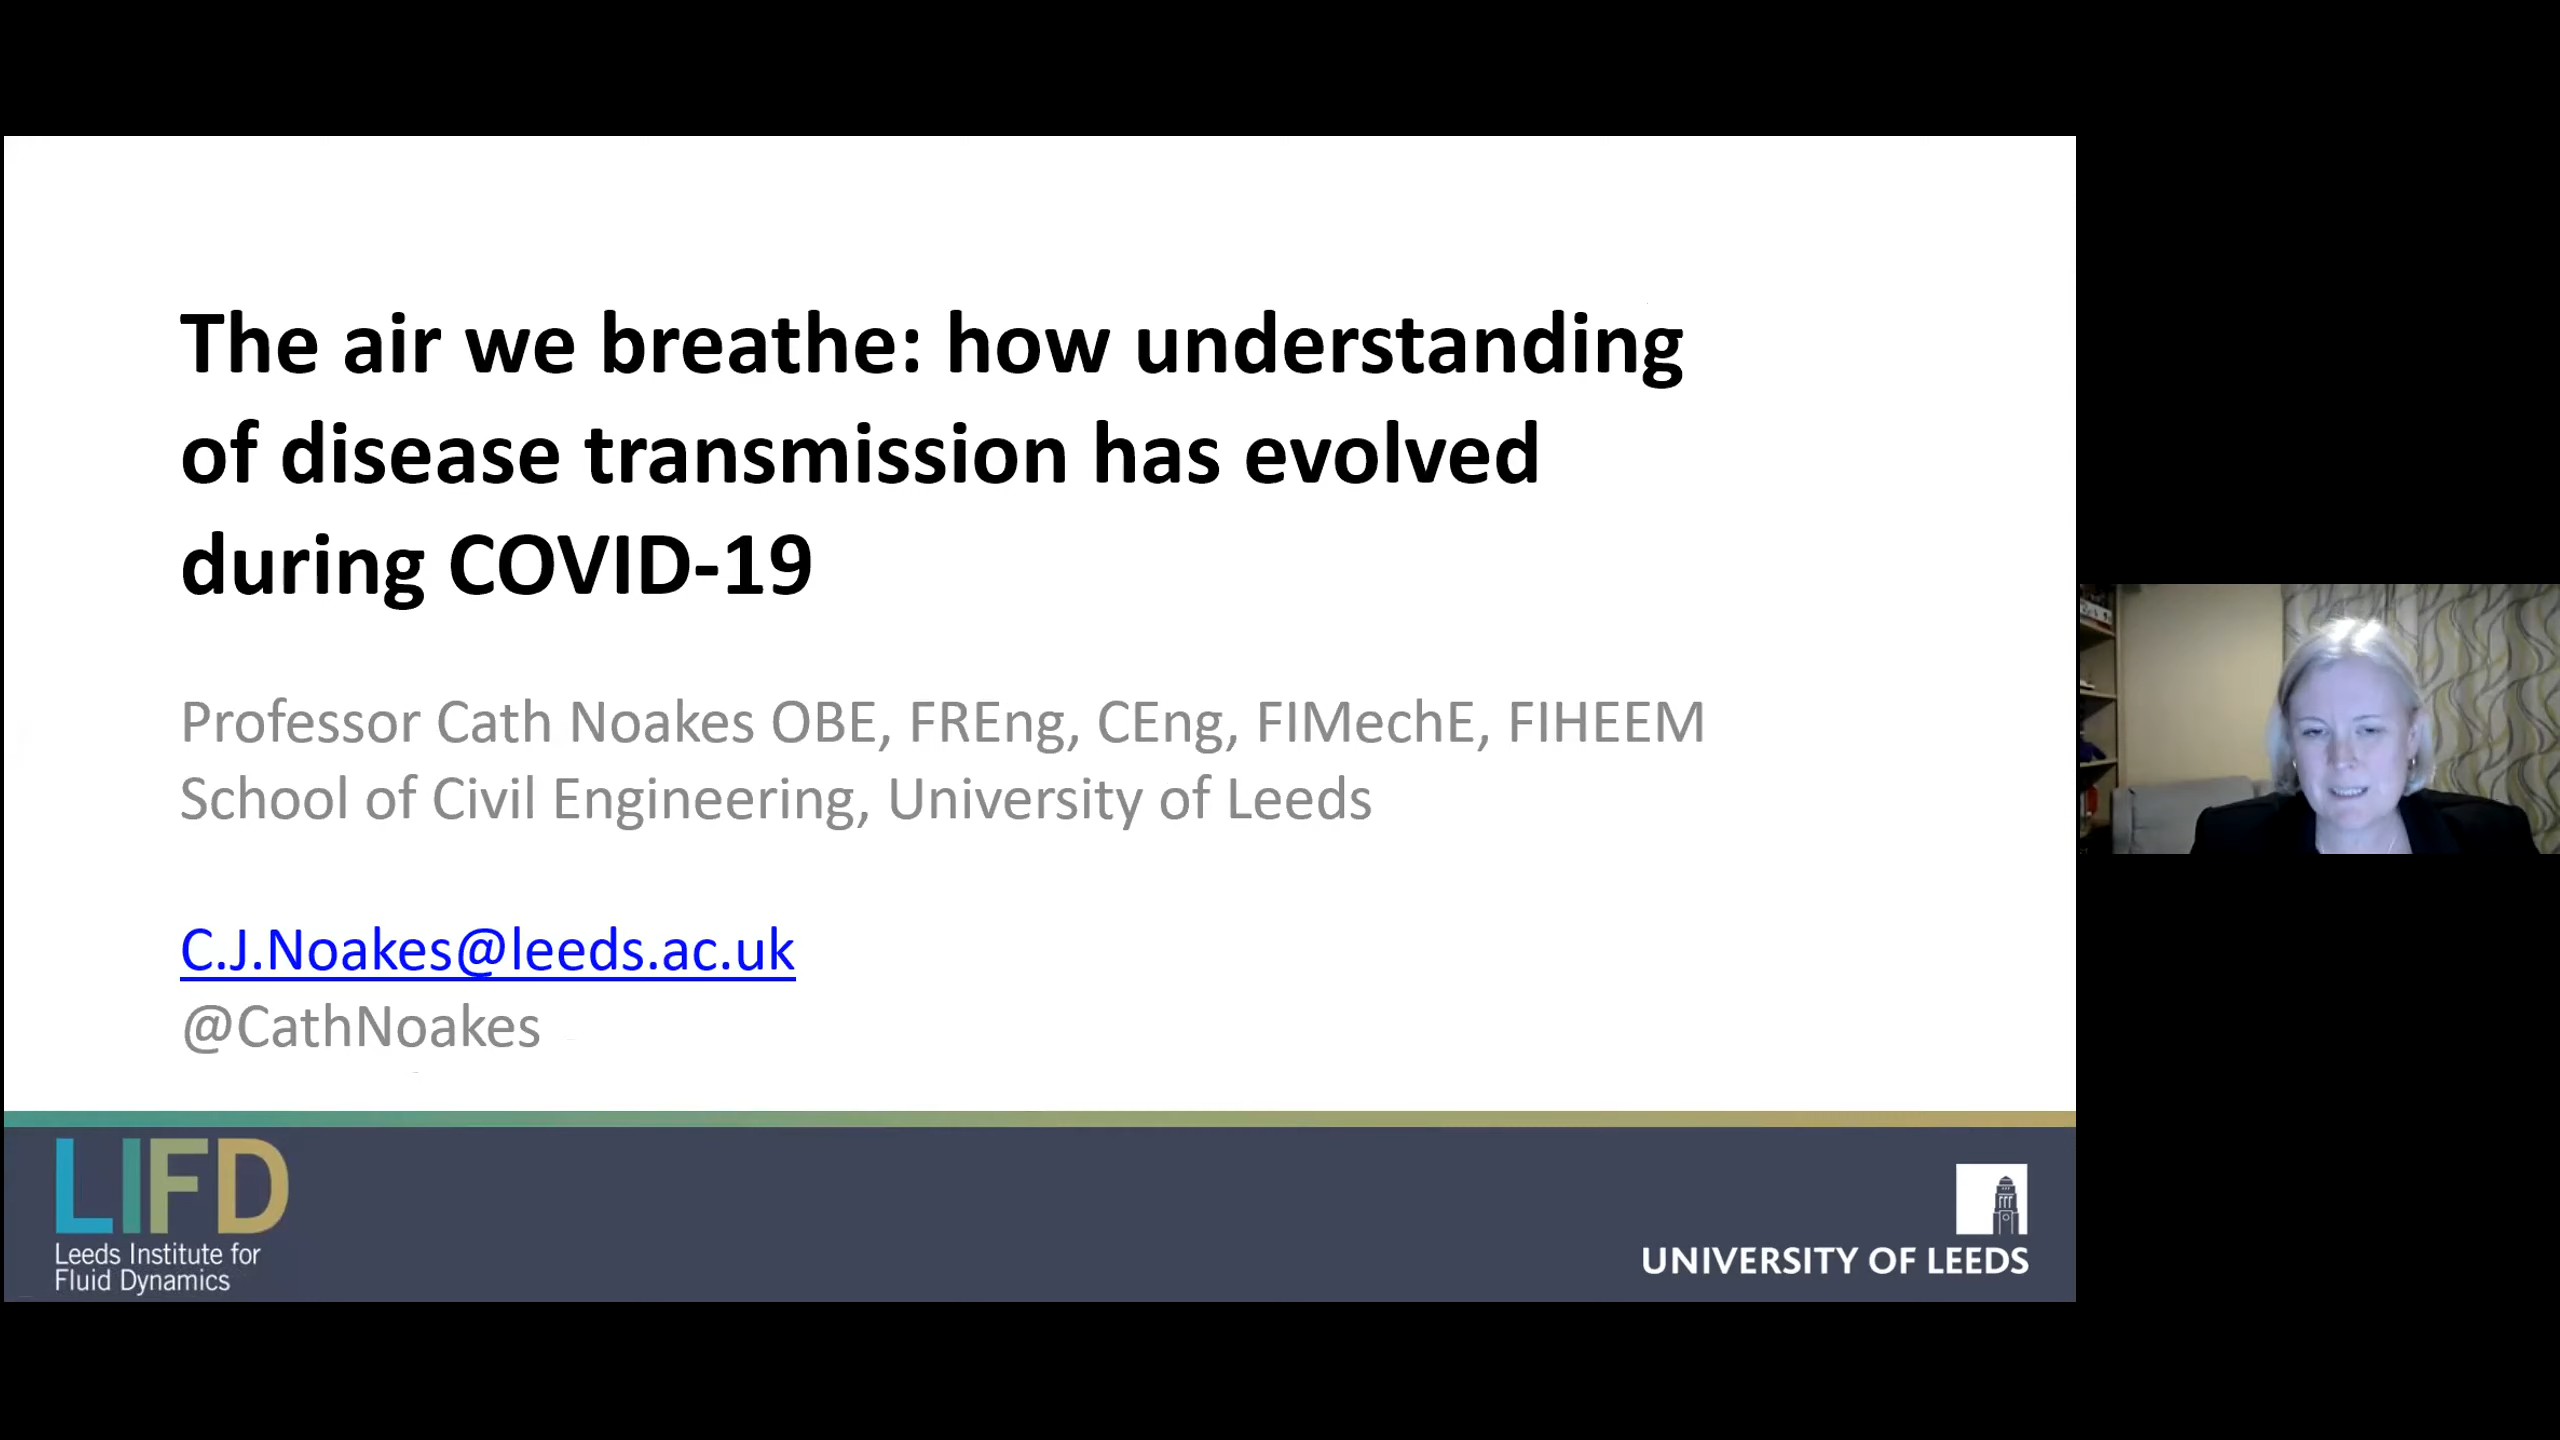 The air we breathe: how understanding
of disease transmission has evolved
during COVID-19
Professor Cath Noakes OBE, FREng, CEng, FIMechE, FIHEEM
School of Civil Engineering, University of Leeds
C.J.Noakes@leeds.ac.uk
@CathNoakes
LIFD
Leeds Institute for
Fluid Dynamics
UNIVERSITY OF LEEDS